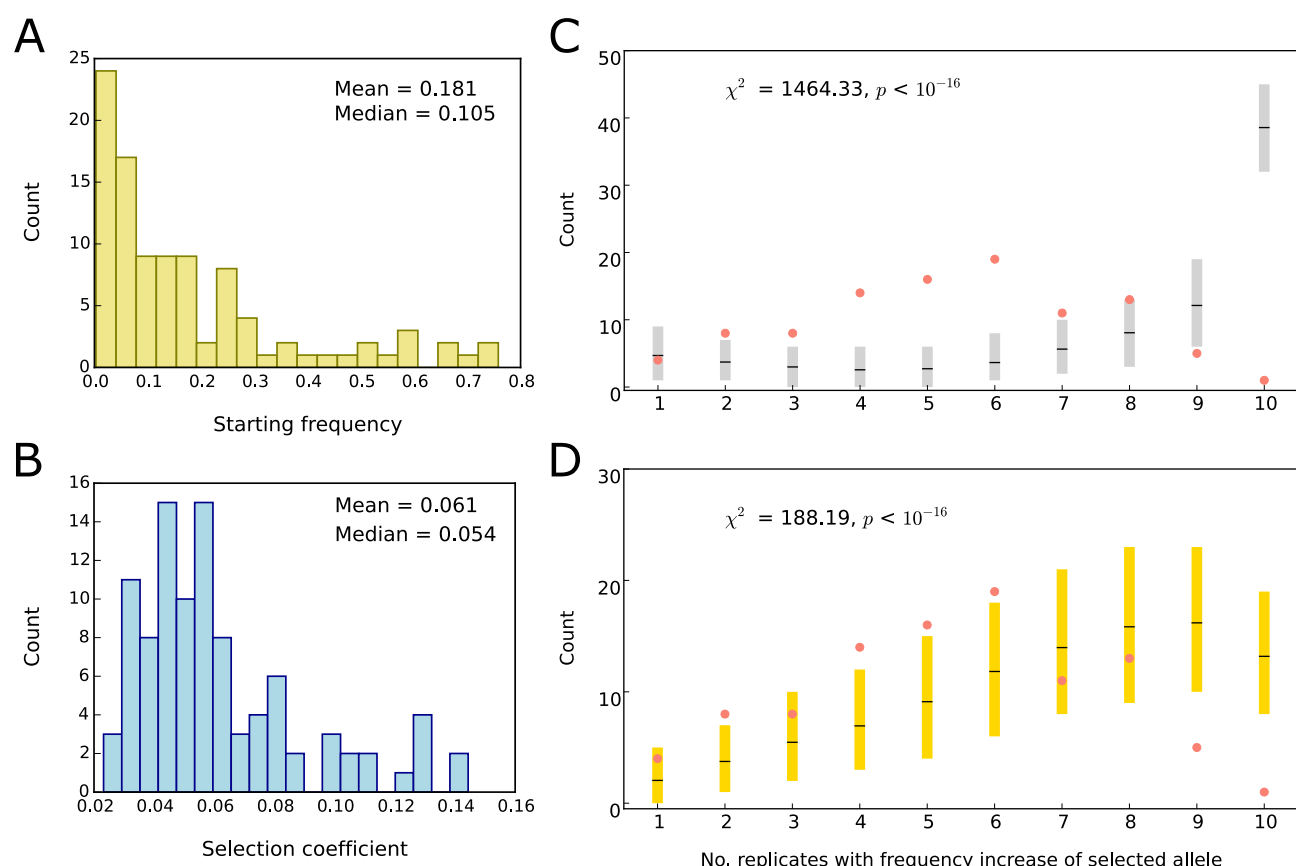 A
25
20
15
10
5
0
Count
Mean = 0.181
Median = 0.105
0.0 0.1 0.2 0.3 0.4 0.5 0.6 0.7 0.8
Starting frequency
B
16
14
12
10
8
6
4
2
0
Count
Mean = 0.061
Median = 0.054
0.02 0.04 0.06 0.08 0.10 0.12 0.14 0.16
Selection coefficient
C
50
40
30
20
10
0
Count
χ² = 1464.33, p < 10⁻¹⁶
1 2 3 4 5 6 7 8 9 10
D
30
20
10
0
Count
χ² = 188.19, p < 10⁻¹⁶
1 2 3 4 5 6 7 8 9 10
No. replicates with frequency increase of selected allele